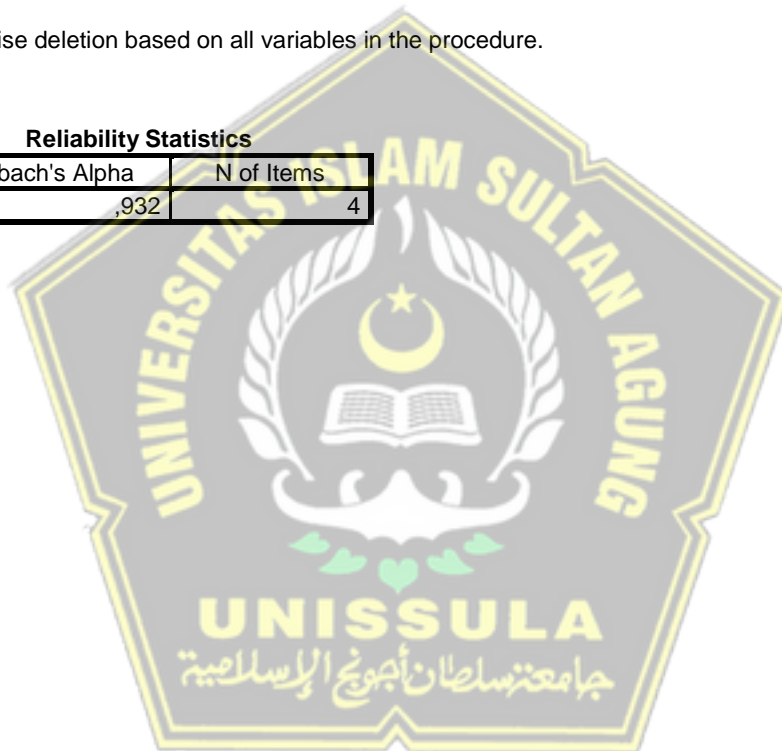 ise deletion based on all variables in the procedure.
Reliability Statistics
bach's Alpha N of Items
,932 4
UNIVERSITAS ISLAM SULTAN AGUNG
UNISSULA
جامعة سلطان أجونج الإسلامية